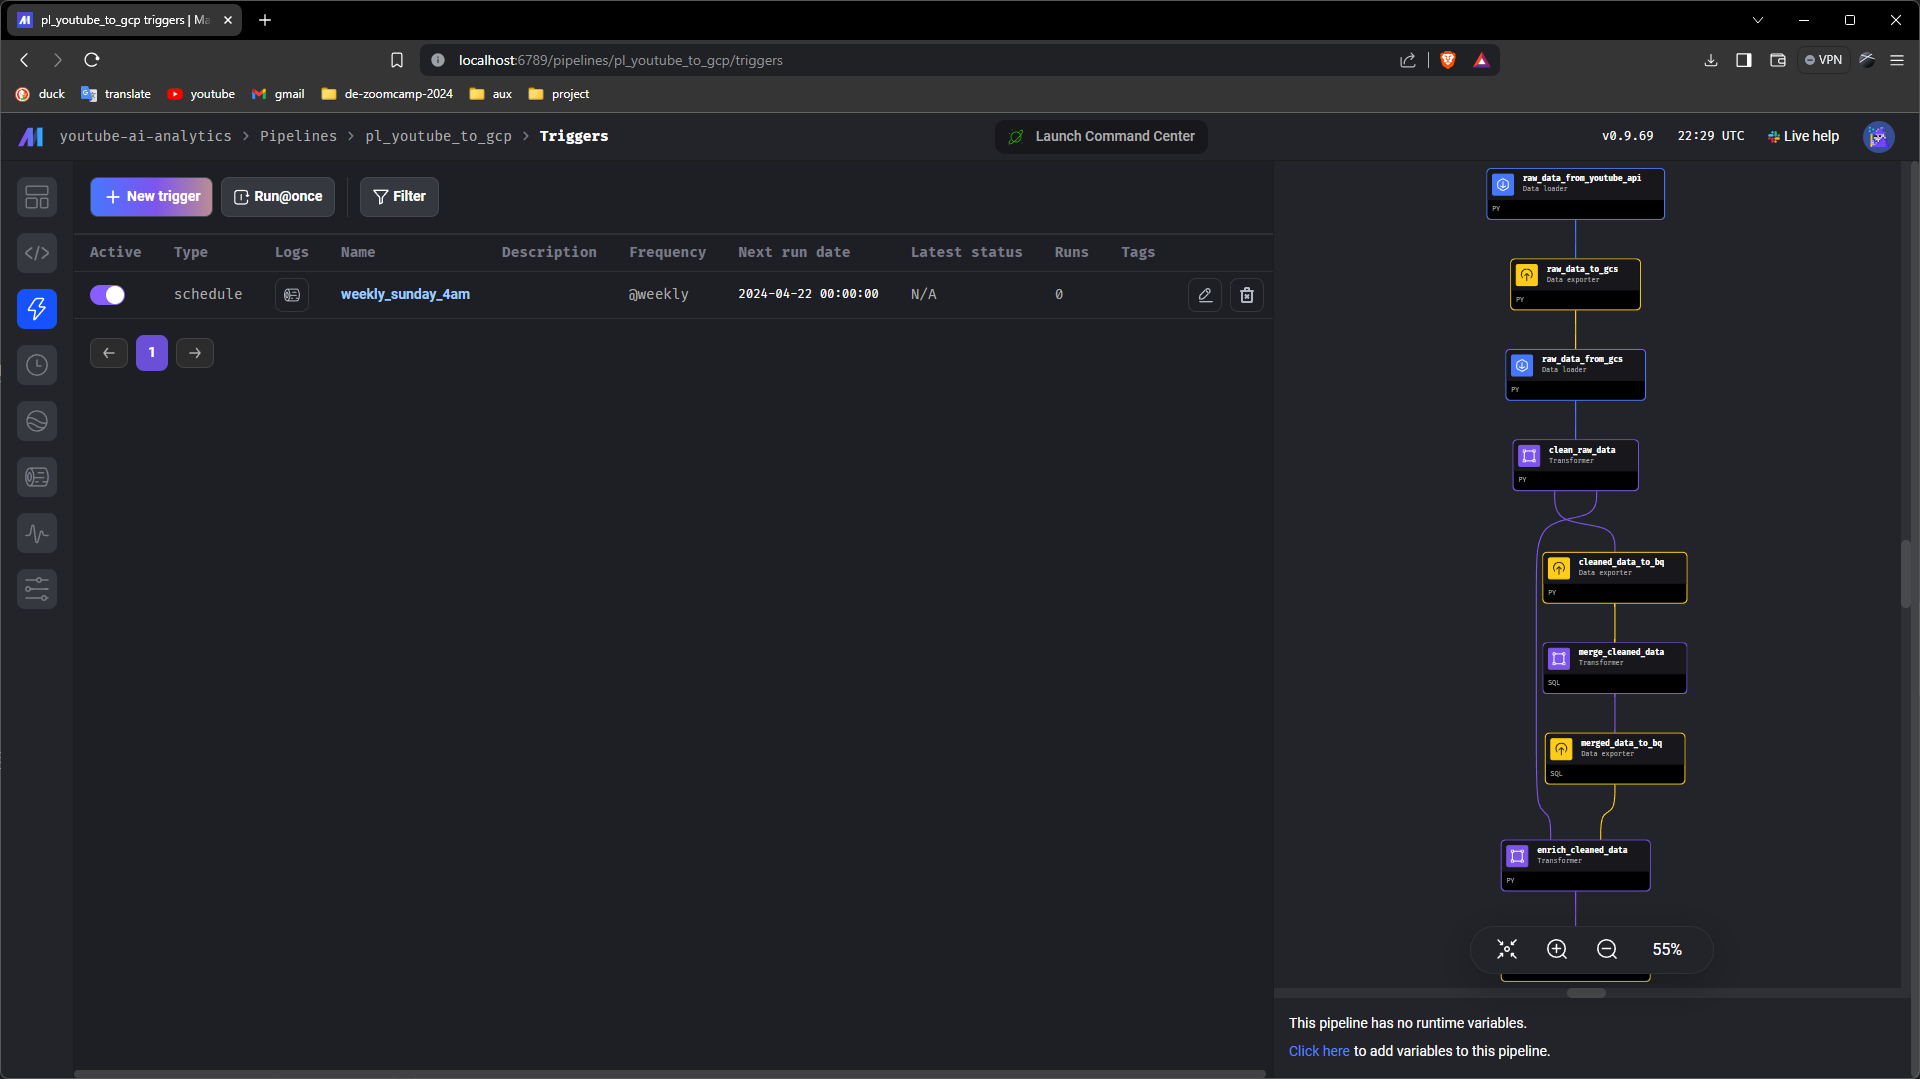 pl_youtube_to_gcp triggers | Ma
localhost:6789/pipelines/pl_youtube_to_gcp/triggers
VPN
duck translate youtube gmail de-zoomcamp-2024 aux project
youtube-ai-analytics > Pipelines > pl_youtube_to_gcp > Triggers
Launch Command Center
v0.9.69 22:29 UTC Live help
New trigger Run@once Filter
Active Type Logs Name Description Frequency Next run date Latest status Runs Tags
schedule weekly_sunday_4am @weekly 2024-04-22 00:00:00 N/A 0
1
raw_data_from_youtube_api
Data loader
PY
raw_data_to_gcs
Data exporter
PY
raw_data_from_gcs
Data loader
PY
clean_raw_data
Transformer
PY
cleaned_data_to_bq
Data exporter
PY
merge_cleaned_data
Transformer
SQL
merged_data_to_bq
Data exporter
SQL
enrich_cleaned_data
Transformer
PY
55%
This pipeline has no runtime variables.
Click here to add variables to this pipeline.